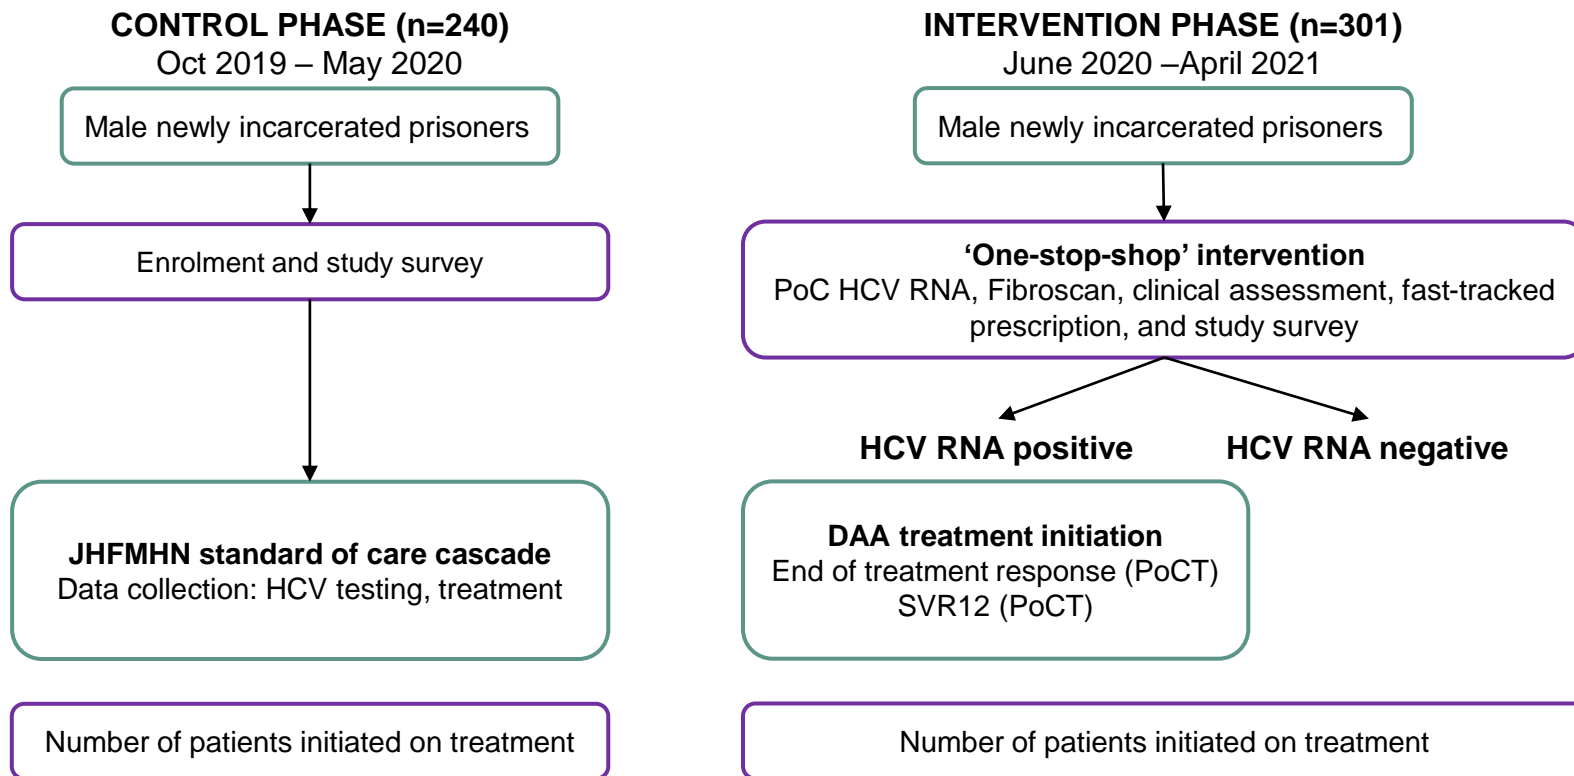 CONTROL PHASE (n=240)
Oct 2019 – May 2020
Male newly incarcerated prisoners
Enrolment and study survey
JHFMHN standard of care cascade
Data collection: HCV testing, treatment
Number of patients initiated on treatment
INTERVENTION PHASE (n=301)
June 2020 –April 2021
Male newly incarcerated prisoners
‘One-stop-shop’ intervention
PoC HCV RNA, Fibroscan, clinical assessment, fast-tracked
prescription, and study survey
HCV RNA positive
HCV RNA negative
DAA treatment initiation
End of treatment response (PoCT)
SVR12 (PoCT)
Number of patients initiated on treatment